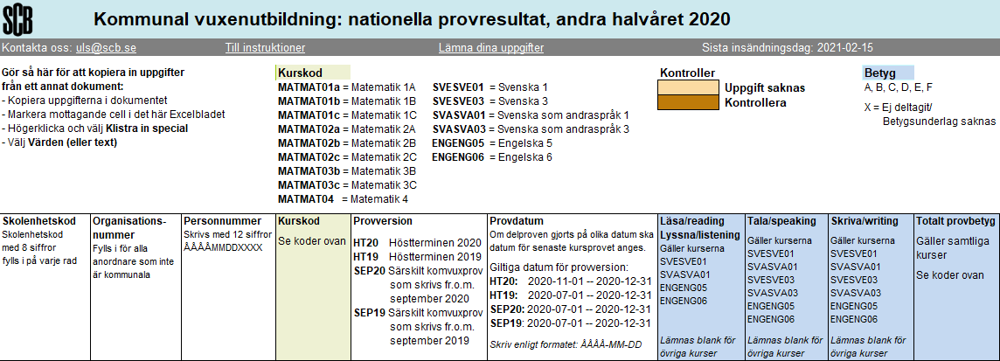 SCB
Kommunal vuxenutbildning: nationella provresultat, andra halvåret 2020
Kontakta oss: uls@scb.se
Till instruktioner
Lämna dina uppgifter
Sista insändningsdag: 2021-02-15
Gör så här för att kopiera in uppgifter
från ett annat dokument:
- Kopiera uppgifterna i dokumentet
- Markera mottagande cell i det här Excelbladet
- Högerklicka och välj Klistra in special
- Välj Värden (eller text)
Kurskod
MATMAT01a = Matematik 1A
MATMAT01b = Matematik 1B
MATMAT01c = Matematik 1C
MATMAT02a = Matematik 2A
MATMAT02b = Matematik 2B
MATMAT02c = Matematik 2C
MATMAT03b = Matematik 3B
MATMAT03c = Matematik 3C
MATMAT04 = Matematik 4
SVESVE01 = Svenska 1
SVESVE03 = Svenska 3
SVASVA01 = Svenska som andraspråk 1
SVASVA03 = Svenska som andraspråk 3
ENGENG05 = Engelska 5
ENGENG06 = Engelska 6
Kontroller
Uppgift saknas
Kontrollera
Betyg
A, B, C, D, E, F
X = Ej deltagit/
Betygsunderlag saknas
Skolenhetskod
Skolenhetskod
med 8 siffror
fylls i på varje rad
Organisations-
nummer
Fylls i för alla
anordnare som inte
är kommunala
Personnummer
Skrivs med 12 siffror
ÅÅÅÅMMDDXXXX
Kurskod
Se koder ovan
Provversion
HT20 Höstterminen 2020
HT19 Höstterminen 2019
SEP20 Särskilt komvuxprov
som skrivs fr.o.m.
september 2020
SEP19 Särskilt komvuxprov
som skrivs fr.o.m.
september 2019
Provdatum
Om delproven gjorts på olika datum ska
datum för senaste kursprovet anges.
Giltiga datum för provversion:
HT20: 2020-11-01 -- 2020-12-31
HT19: 2020-07-01 -- 2020-12-31
SEP20: 2020-07-01 -- 2020-12-31
SEP19: 2020-07-01 -- 2020-12-31
Skriv enligt formatet: ÅÅÅÅ-MM-DD
Läsa/reading
Lyssna/listening
Gäller kurserna
SVESVE01
SVASVA01
ENGENG05
ENGENG06
Lämnas blank för
övriga kurser
Tala/speaking
Gäller kurserna
SVESVE01
SVASVA01
SVESVE03
SVASVA03
ENGENG05
ENGENG06
Lämnas blank för
övriga kurser
Skriva/writing
Gäller kurserna
SVESVE01
SVASVA01
SVESVE03
SVASVA03
ENGENG05
ENGENG06
Lämnas blank för
övriga kurser
Totalt provbetyg
Gäller samtliga
kurser
Se koder ovan